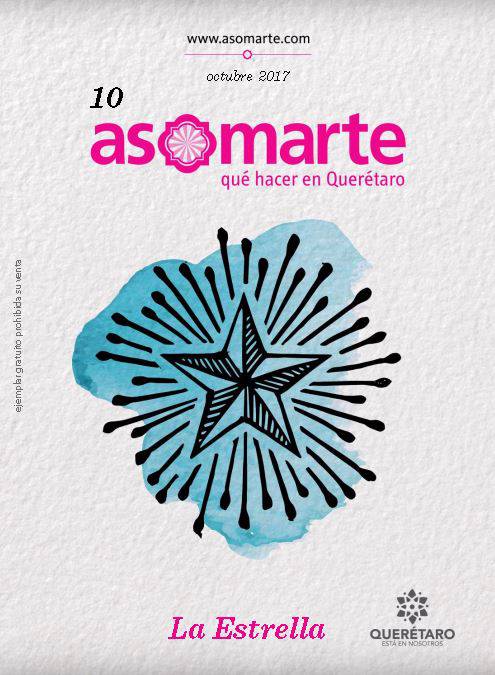 www.asomarte.com
octubre 2017
10
asomarte
qué hacer en Querétaro
ejemplar gratuito prohibida su venta
La Estrella
QUERÉTARO
ESTÁ EN NOSOTROS